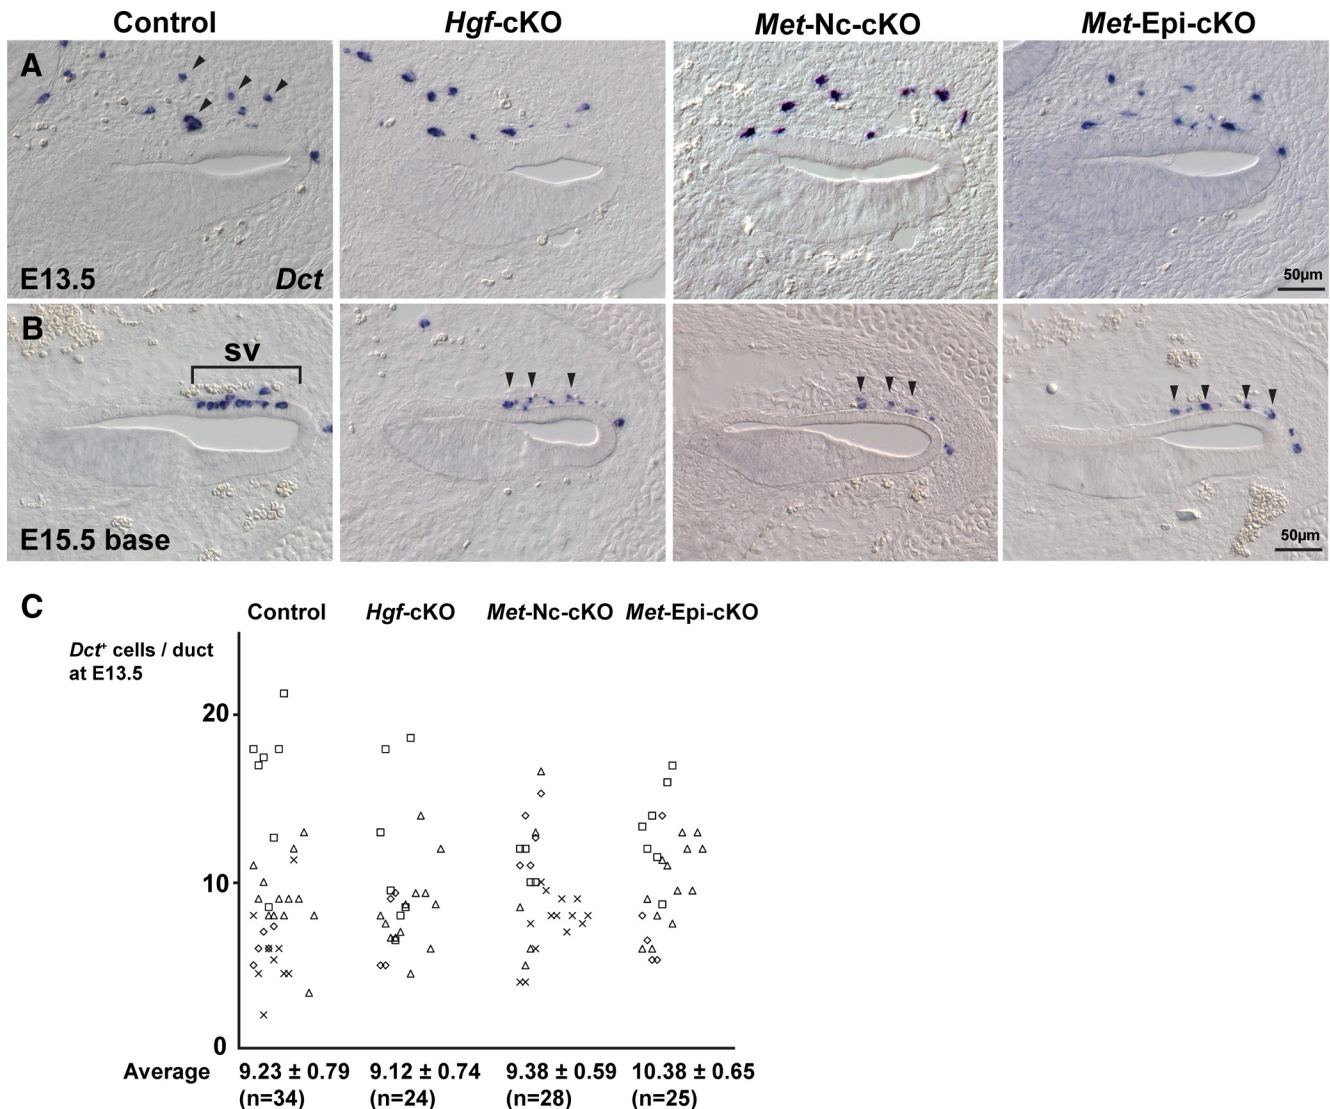 Control Hgf-cKO Met-Nc-cKO Met-Epi-cKO
A
E13.5 Dct 50µm
B
sv
E15.5 base 50µm
C
Control Hgf-cKO Met-Nc-cKO Met-Epi-cKO
Dct+ cells / duct
at E13.5
20
10
0
Average 9.23 ± 0.79 9.12 ± 0.74 9.38 ± 0.59 10.38 ± 0.65
(n=34) (n=24) (n=28) (n=25)